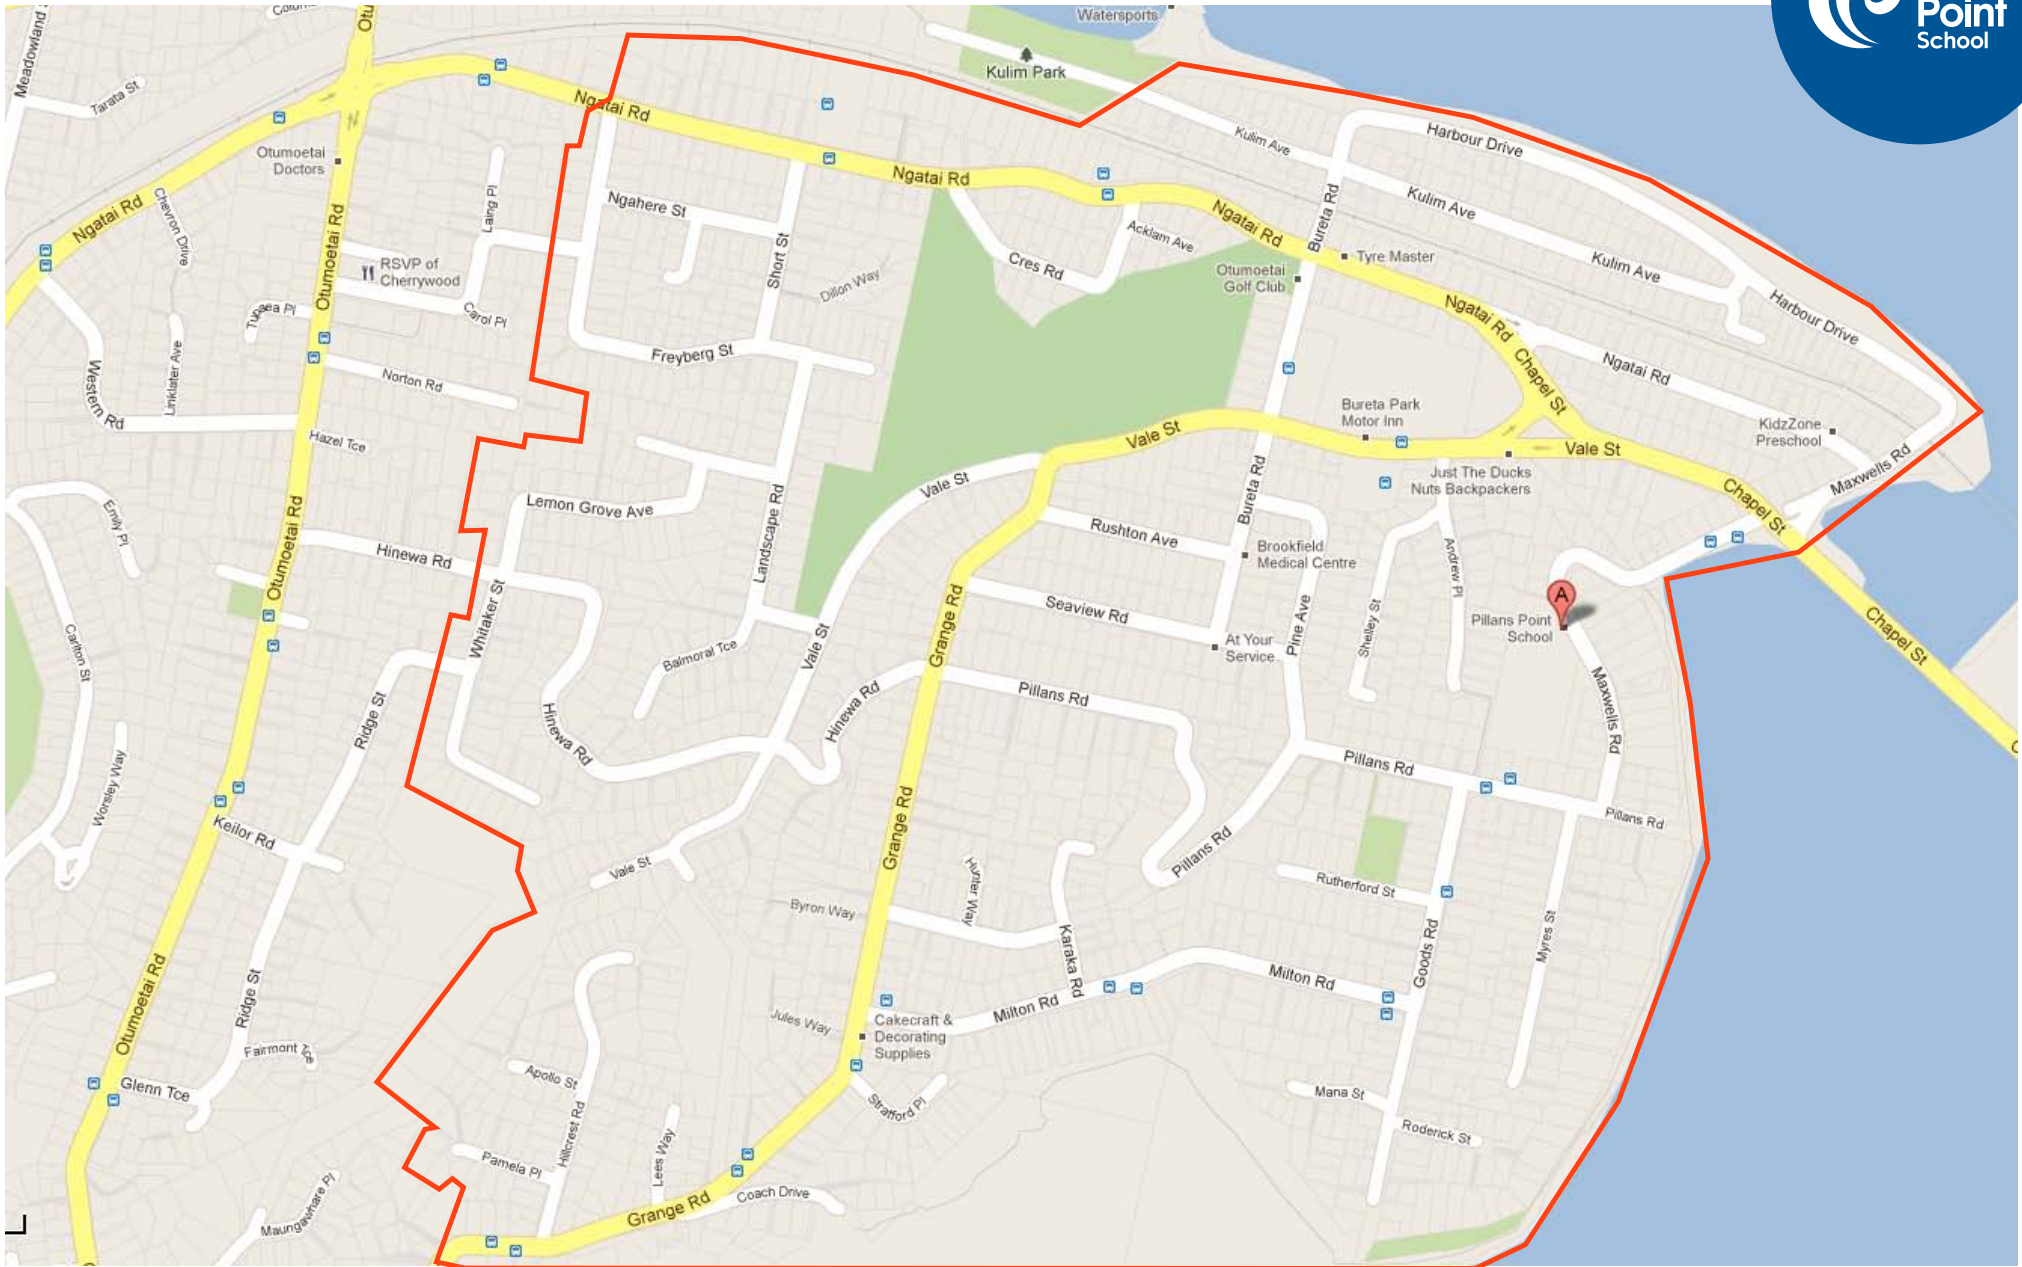 Point
School
Watersports
Otu
Meadowland
Tarata St
Kulim Park
Ngatai Rd
Kulim Ave
Harbour Drive
Otumoetai
Doctors
Chevron Drive
Ngatai Rd
Laing Pl
Ngahere St
Ngatai Rd
Acklam Ave
Ngatai Rd
Bureta Rd
Kulim Ave
Otumoetai Rd
RSVP of
Cherrywood
Short St
Dillon Way
Cres Rd
Otumoetai
Golf Club
Tyre Master
Kulim Ave
Tupaea Pl
Carol Pl
Ngatai Rd
Harbour Drive
Western Rd
Linklater Ave
Norton Rd
Freyberg St
Chapel St
Ngatai Rd
Hazel Tce
Bureta Park
Motor Inn
KidzZone
Preschool
Vale St
Vale St
Just The Ducks
Nuts Backpackers
Maxwells Rd
Emily Pl
Otumoetai Rd
Lemon Grove Ave
Landscape Rd
Vale St
Bureta Rd
Chapel St
Rushton Ave
Hinewa Rd
Brookfield
Medical Centre
Andrew Pl
Seaview Rd
A
Pillans Point
School
Chapel St
Carlton St
Whitaker St
Balmoral Tce
Vale St
Grange Rd
At Your
Service
Pine Ave
Shelley St
Ridge St
Hinewa Rd
Hinewa Rd
Pillans Rd
Maxwells Rd
Worsley Way
Pillans Rd
Keilor Rd
Grange Rd
Pillans Rd
Pillans Rd
Vale St
Hunter Way
Rutherford St
Byron Way
Karaka Rd
Goods Rd
Myres St
Otumoetai Rd
Ridge St
Milton Rd
Milton Rd
Jules Way
Cakecraft &
Decorating
Supplies
Fairmont Tce
Glenn Tce
Apollo St
Stratford Pl
Mana St
Hillcrest Rd
Roderick St
Lees Way
Pamela Pl
Maungawhare Pl
Grange Rd
Coach Drive